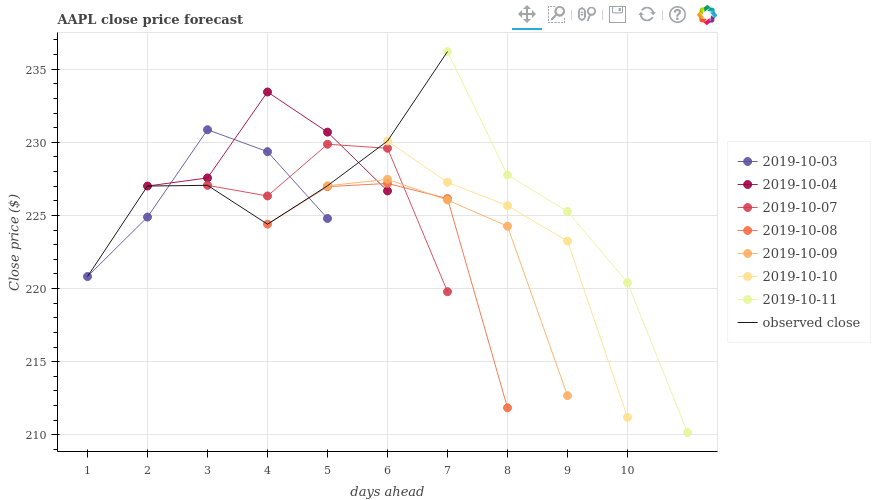 AAPL close price forecast
235
230
225
220
215
210
Close price ($)
1 2 3 4 5 6 7 8 9 10
days ahead
2019-10-03
2019-10-04
2019-10-07
2019-10-08
2019-10-09
2019-10-10
2019-10-11
observed close